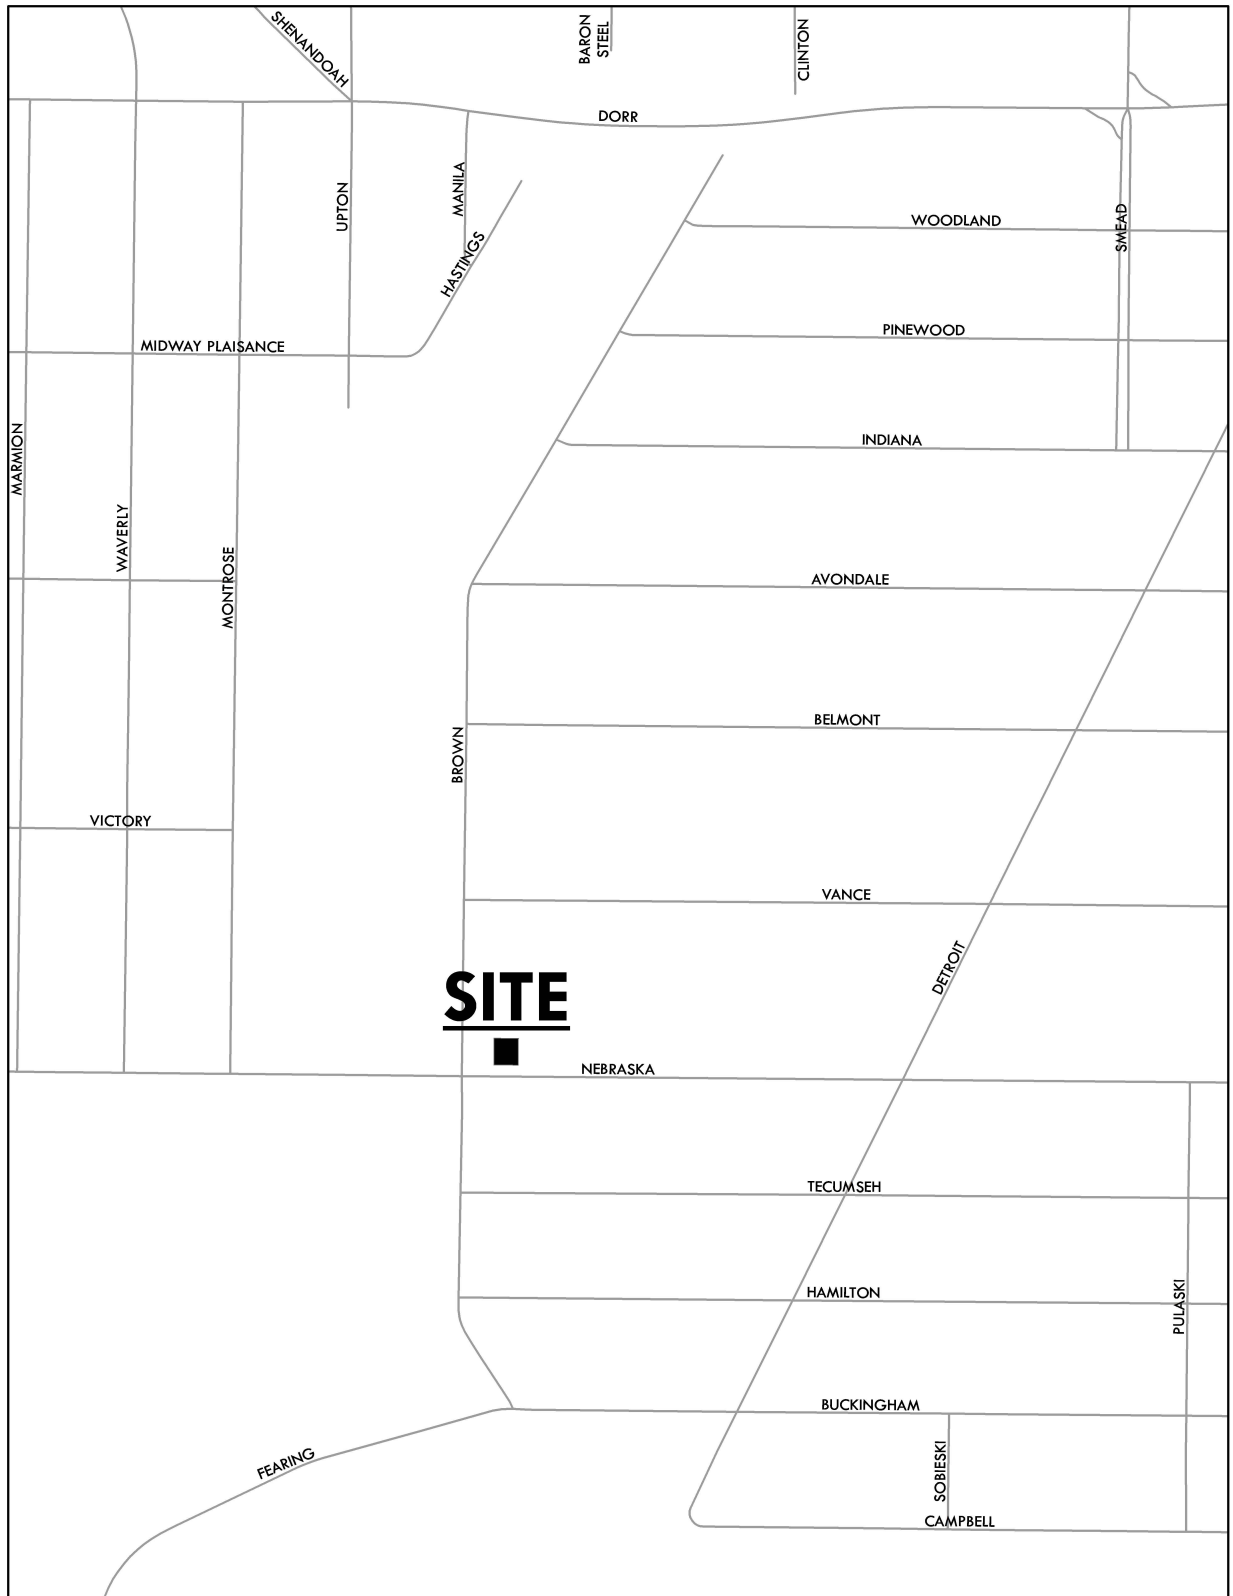 SHENANDOAH
BARON
STEEL
CLINTON
DORR
UPTON
MANILA
HASTINGS
WOODLAND
SMEAD
PINEWOOD
MIDWAY PLAISANCE
INDIANA
MARMION
WAVERLY
MONTROSE
AVONDALE
BELMONT
BROWN
VICTORY
VANCE
DETROIT
SITE
NEBRASKA
TECUMSEH
HAMILTON
PULASKI
BUCKINGHAM
FEARING
SOBIESKI
CAMPBELL